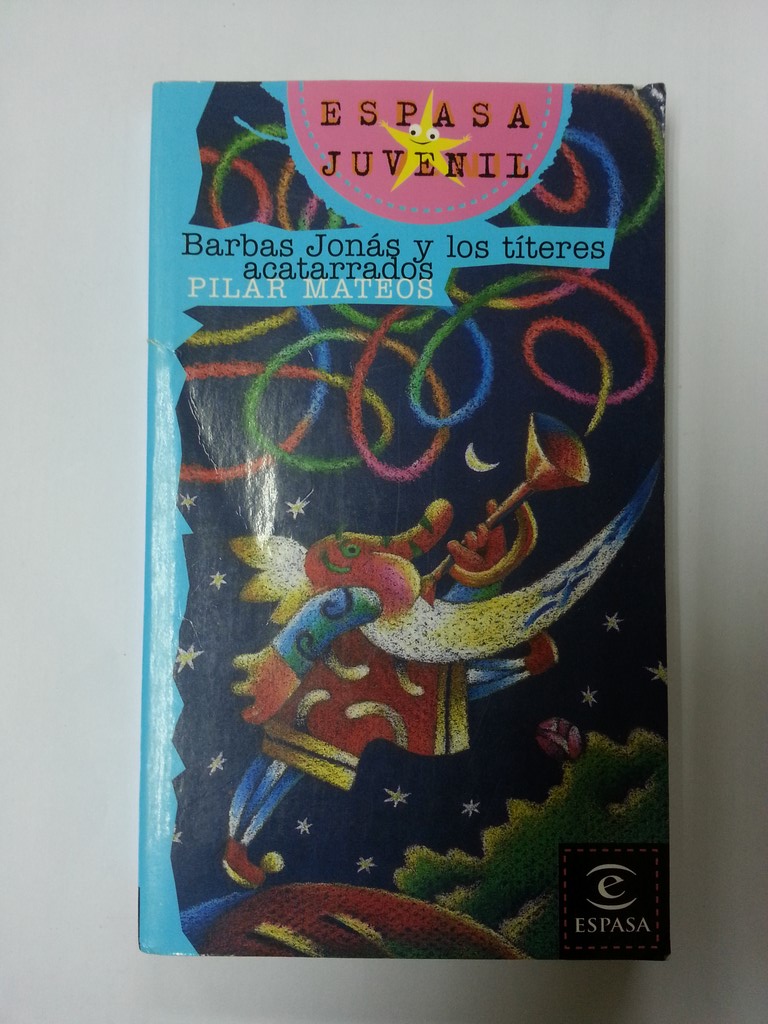 ESPASA
JUVENIL
Barbas Jonás y los títeres
acatarrados
PILAR MATEOS
e
ESPASA